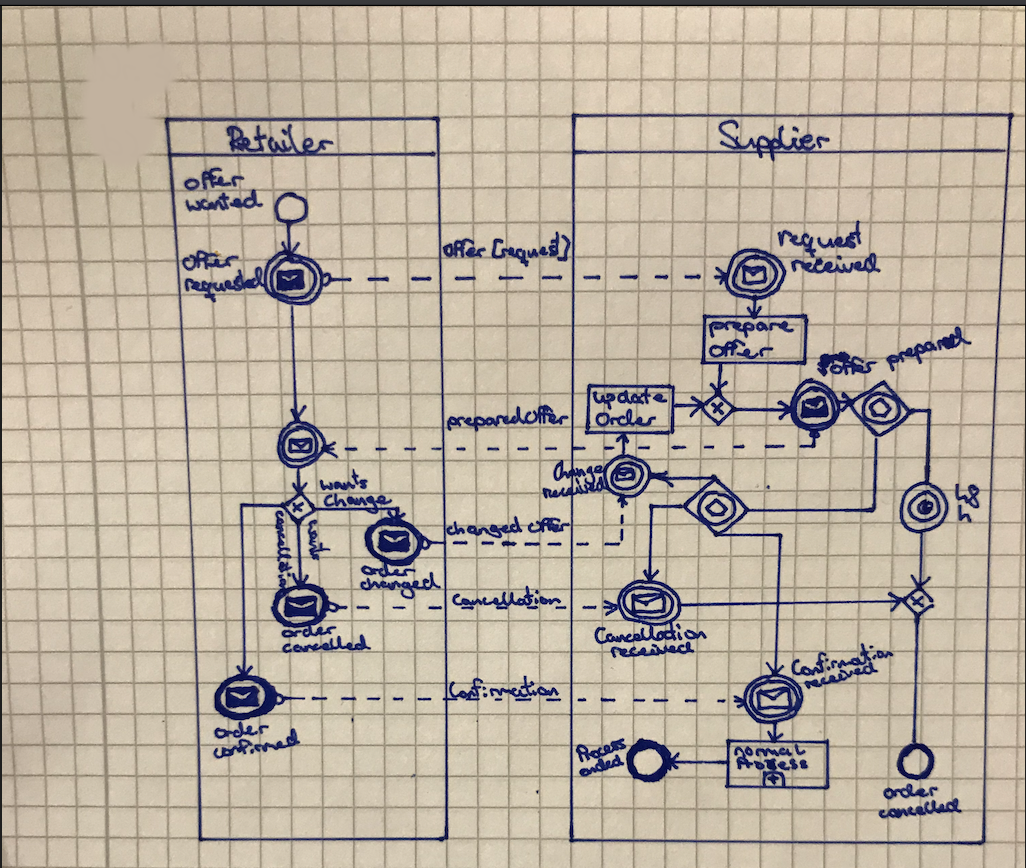 Retailer
Supplier
offer
wanted
offer
requested
offer [request]
request
received
prepare
offer
offer prepared
update
order
preparedOffer
Change
received
wants
Change
wants
cancellation
changed offer
order
changed
48
h
Cancellation
order
cancelled
Cancellation
received
Confirmation
Confirmation
received
order
confirmed
Process
ended
normal
Process
order
cancelled